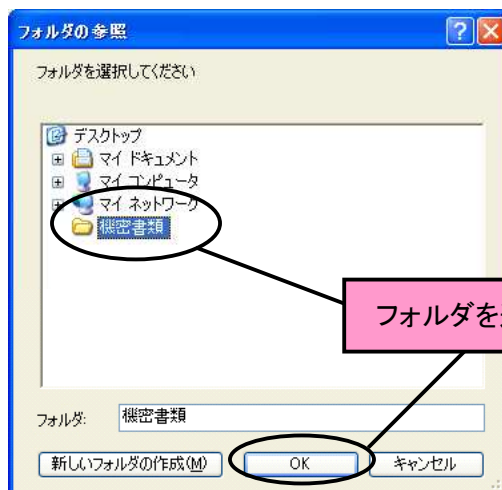 フォルダの参照
フォルダを選択してください
デスクトップ
マイ ドキュメント
マイ コンピュータ
マイ ネットワーク
機密書類
フォルダを
フォルダ: 機密書類
新しいフォルダの作成(M) OK キャンセル